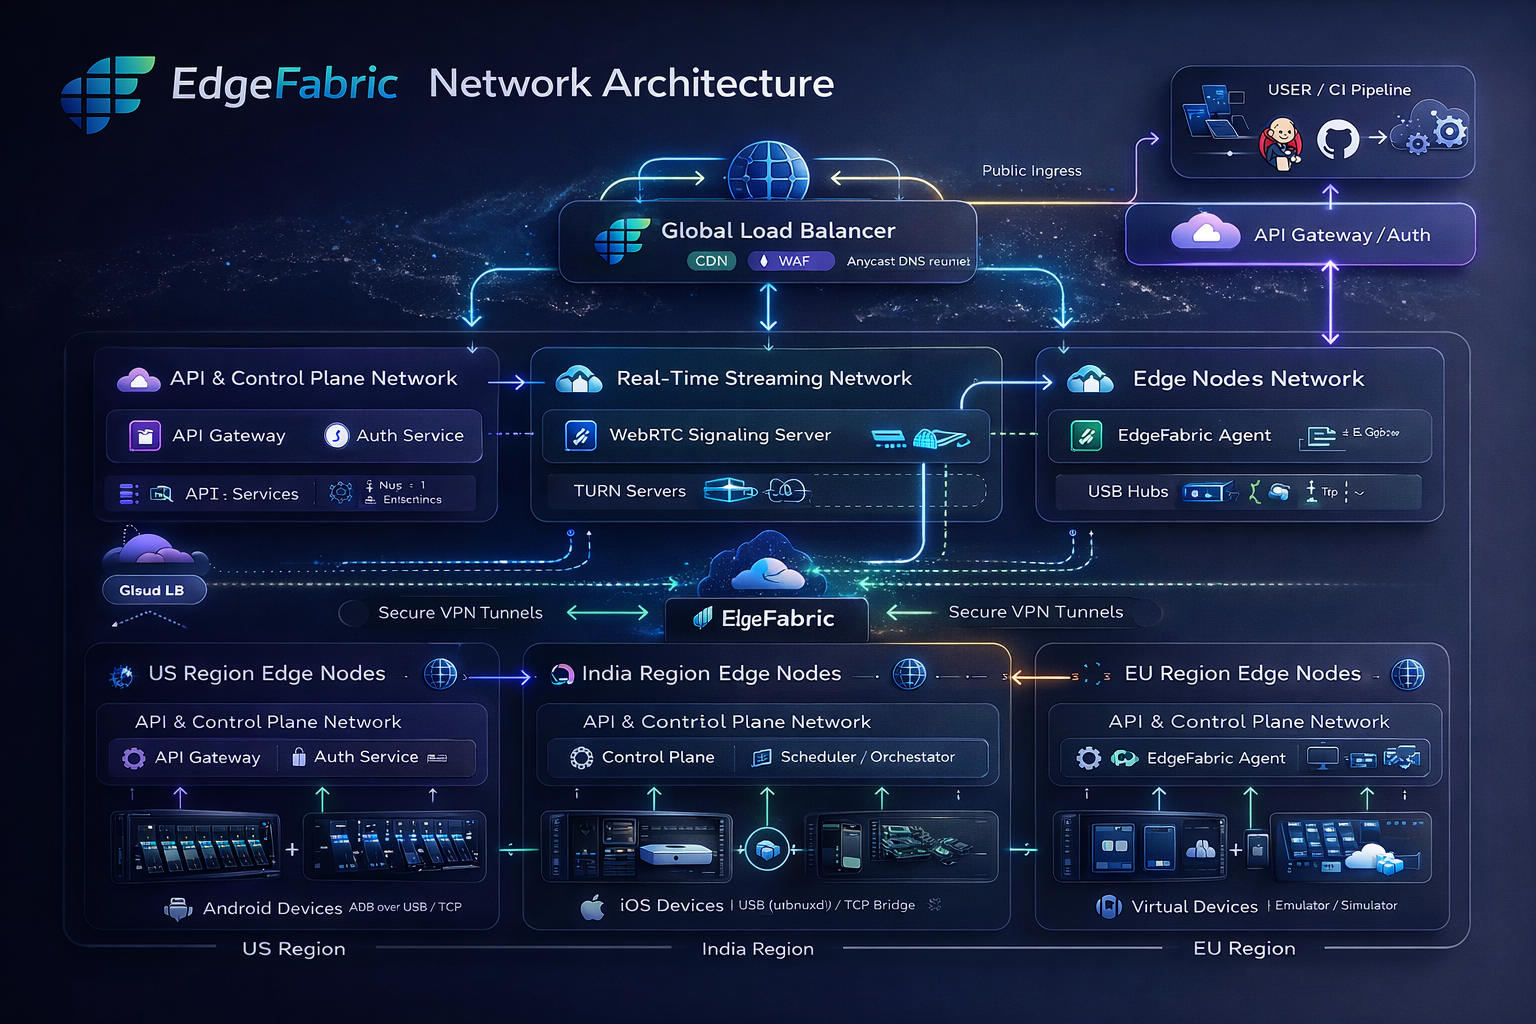 EdgeFabric Network Architecture
USER / CI Pipeline
Public Ingress
Global Load Balancer
CDN WAF Anycast DNS
API Gateway / Auth
API & Control Plane Network
API Gateway Auth Service
API : Services
Real-Time Streaming Network
WebRTC Signaling Server
TURN Servers
Edge Nodes Network
EdgeFabric Agent
USB Hubs Trp
Glsud LB
Secure VPN Tunnels
ElgeFabric
Secure VPN Tunnels
US Region Edge Nodes
API & Control Plane Network
API Gateway Auth Service
Android Devices ADB over USB / TCP
US Region
India Region Edge Nodes
API & Contriol Plane Network
Control Plane Scheduler / Orchestator
iOS Devices | USB / TCP Bridge
India Region
EU Region Edge Nodes
API & Control Plane Network
EdgeFabric Agent
Virtual Devices | Emulator / Simulator
EU Region